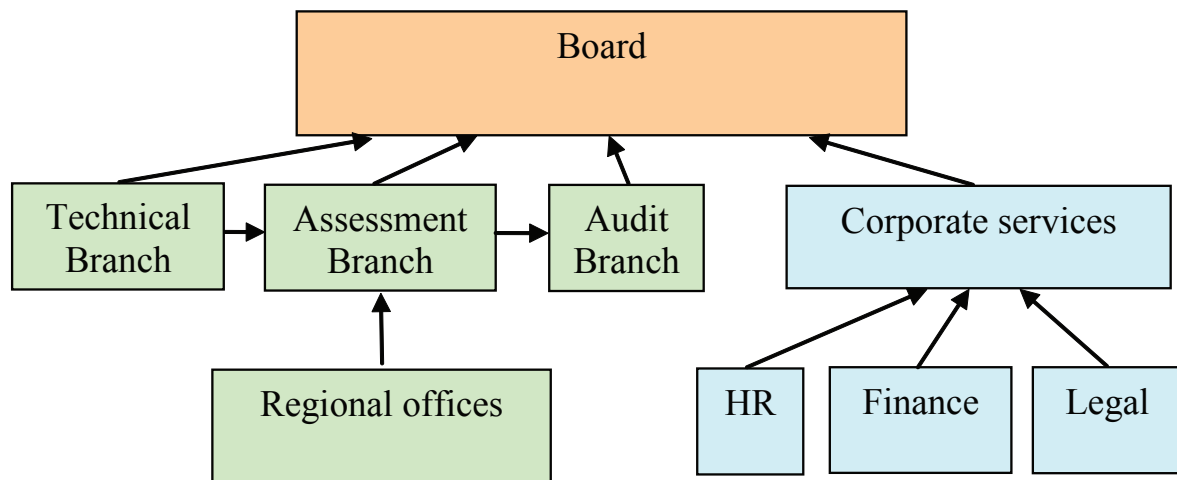 Board
Technical
Branch
Assessment
Branch
Audit
Branch
Corporate services
Regional offices
HR
Finance
Legal